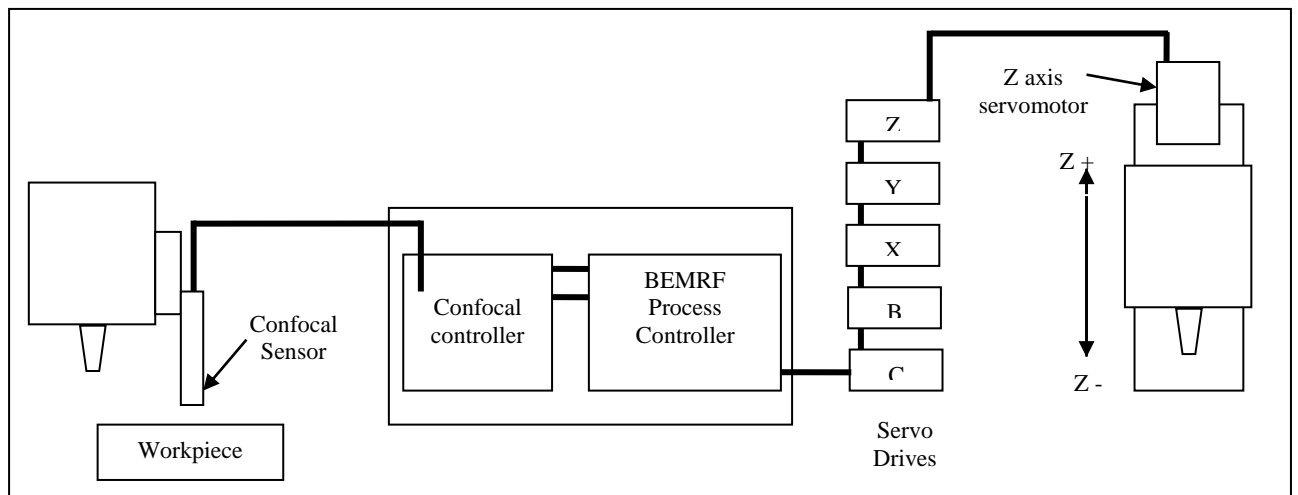 Z axis
servomotor
Z
Z +
Y
X
BEMRF
Process
Controller
Confocal
controller
Confocal
Sensor
B
C
Z -
Workpiece
Servo
Drives